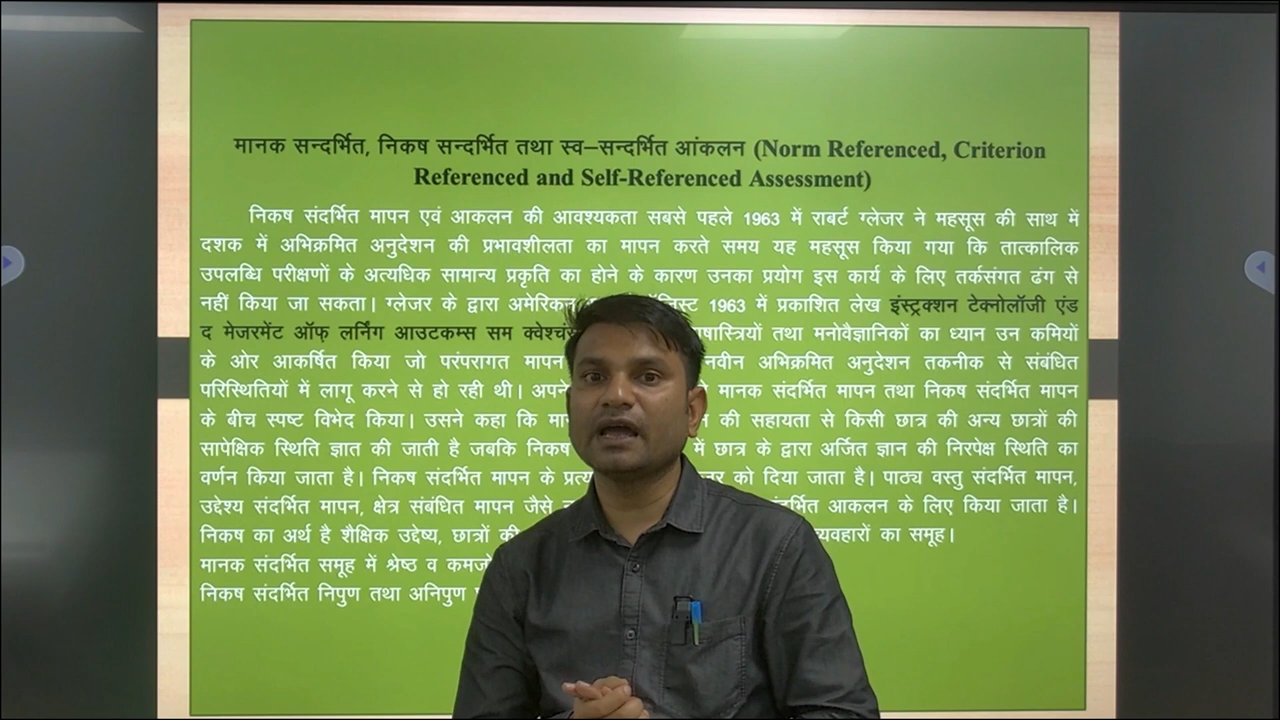 मानक सन्दर्भित, निकष सन्दर्भित तथा स्व–सन्दर्भित आंकलन (Norm Referenced, Criterion
Referenced and Self-Referenced Assessment)
निकष संदर्भित मापन एवं आकलन की आवश्यकता सबसे पहले 1963 में राबर्ट ग्लेजर ने महसूस की साथ में
दशक में अभिक्रमित अनुदेशन की प्रभावशीलता का मापन करते समय यह महसूस किया गया कि तात्कालिक
उपलब्धि परीक्षणों के अत्यधिक सामान्य प्रकृति का होने के कारण उनका प्रयोग इस कार्य के लिए तर्कसंगत ढंग से
नहीं किया जा सकता। ग्लेजर के द्वारा अमेरिकन 1963 में प्रकाशित लेख इंस्ट्रक्शन टेक्नोलॉजी एंड
द मेजरमेंट ऑफ् लर्निंग आउटकम्स सम तथा मनोवैज्ञानिकों का ध्यान उन कमियों
के ओर आकर्षित किया जो परंपरागत मापन नवीन अभिक्रमित अनुदेशन तकनीक से संबंधित
परिस्थितियों में लागू करने से हो रही थी। मानक संदर्भित मापन तथा निकष संदर्भित मापन
के बीच स्पष्ट विभेद किया। उसने कहा कि की सहायता से किसी छात्र की अन्य छात्रों की
सापेक्षिक स्थिति ज्ञात की जाती है जबकि निकष में छात्र के द्वारा अर्जित ज्ञान की निरपेक्ष स्थिति का
वर्णन किया जाता है। निकष संदर्भित मापन के को दिया जाता है। पाठ्य वस्तु संदर्भित मापन,
उद्देश्य संदर्भित मापन, क्षेत्र संबंधित मापन जैसे आकलन के लिए किया जाता है।
निकष का अर्थ है शैक्षिक उद्देष्य, छात्रों की का समूह।
मानक संदर्भित समूह में श्रेष्ठ व
निकष संदर्भित निपुण तथा अनिपुण